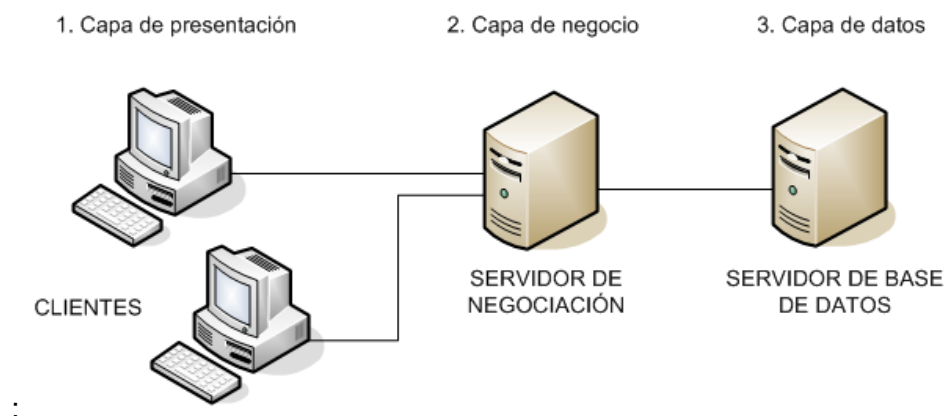 1. Capa de presentación
2. Capa de negocio
3. Capa de datos
CLIENTES
SERVIDOR DE
NEGOCIACIÓN
SERVIDOR DE BASE
DE DATOS
: